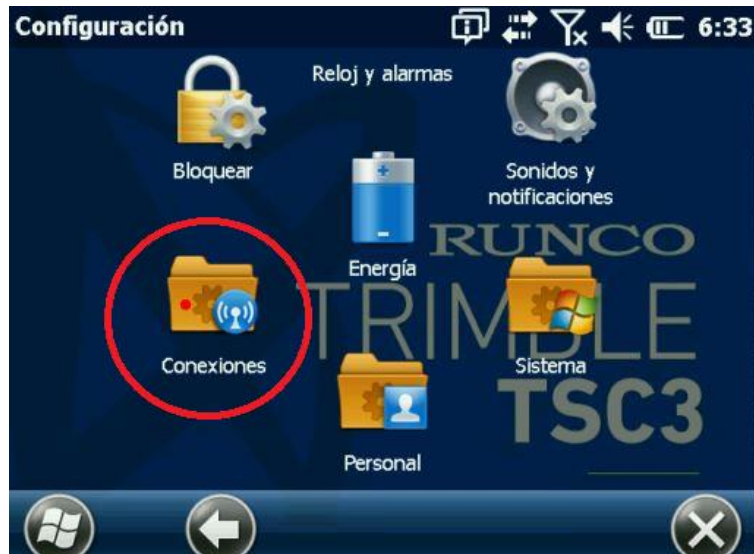 Configuración
6:33
Reloj y alarmas
Bloquear
Sonidos y
notificaciones
RUNCO
Energía
TRIMBLE
Conexiones
Sistema
TSC3
Personal